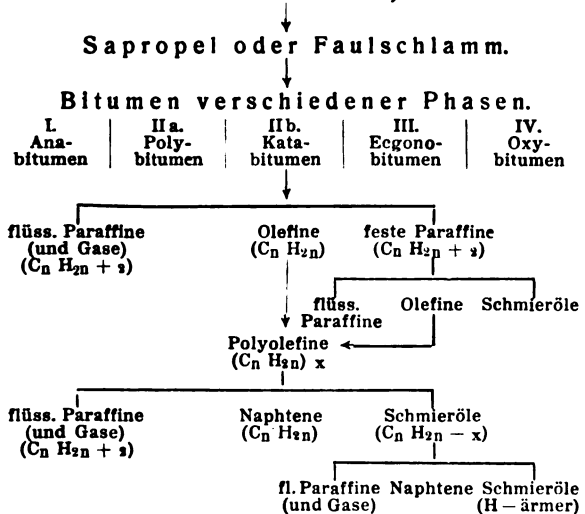 Sapropel oder Faulschlamm.
Bitumen verschiedener Phasen.
I. IIa. IIb. III. IV.
Ana- Poly- Kata- Ecgono- Oxy-
bitumen bitumen bitumen bitumen bitumen
flüss. Paraffine Olefine feste Paraffine
(und Gase) (Cn H2n) (Cn H2n + 2)
(Cn H2n + 2)
flüss. Olefine Schmieröle
Paraffine
Polyolefine
(Cn H2n) x
flüss. Paraffine Naphtene Schmieröle
(und Gase) (Cn H2n) (Cn H2n — x)
(Cn H2n + 2)
fl. Paraffine Naphtene Schmieröle
(und Gase) (H — ärmer)